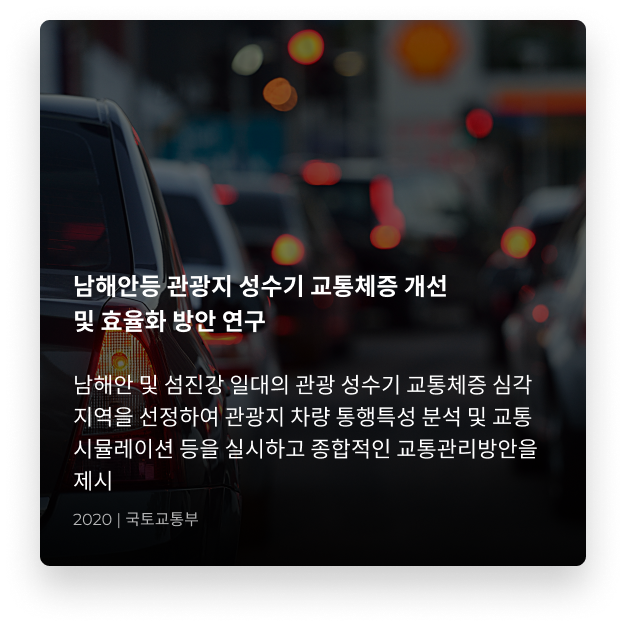 남해안등 관광지 성수기 교통체증 개선
및 효율화 방안 연구
남해안 및 섬진강 일대의 관광 성수기 교통체증 심각
지역을 선정하여 관광지 차량 통행특성 분석 및 교통
시뮬레이션 등을 실시하고 종합적인 교통관리방안을
제시
2020 | 국토교통부